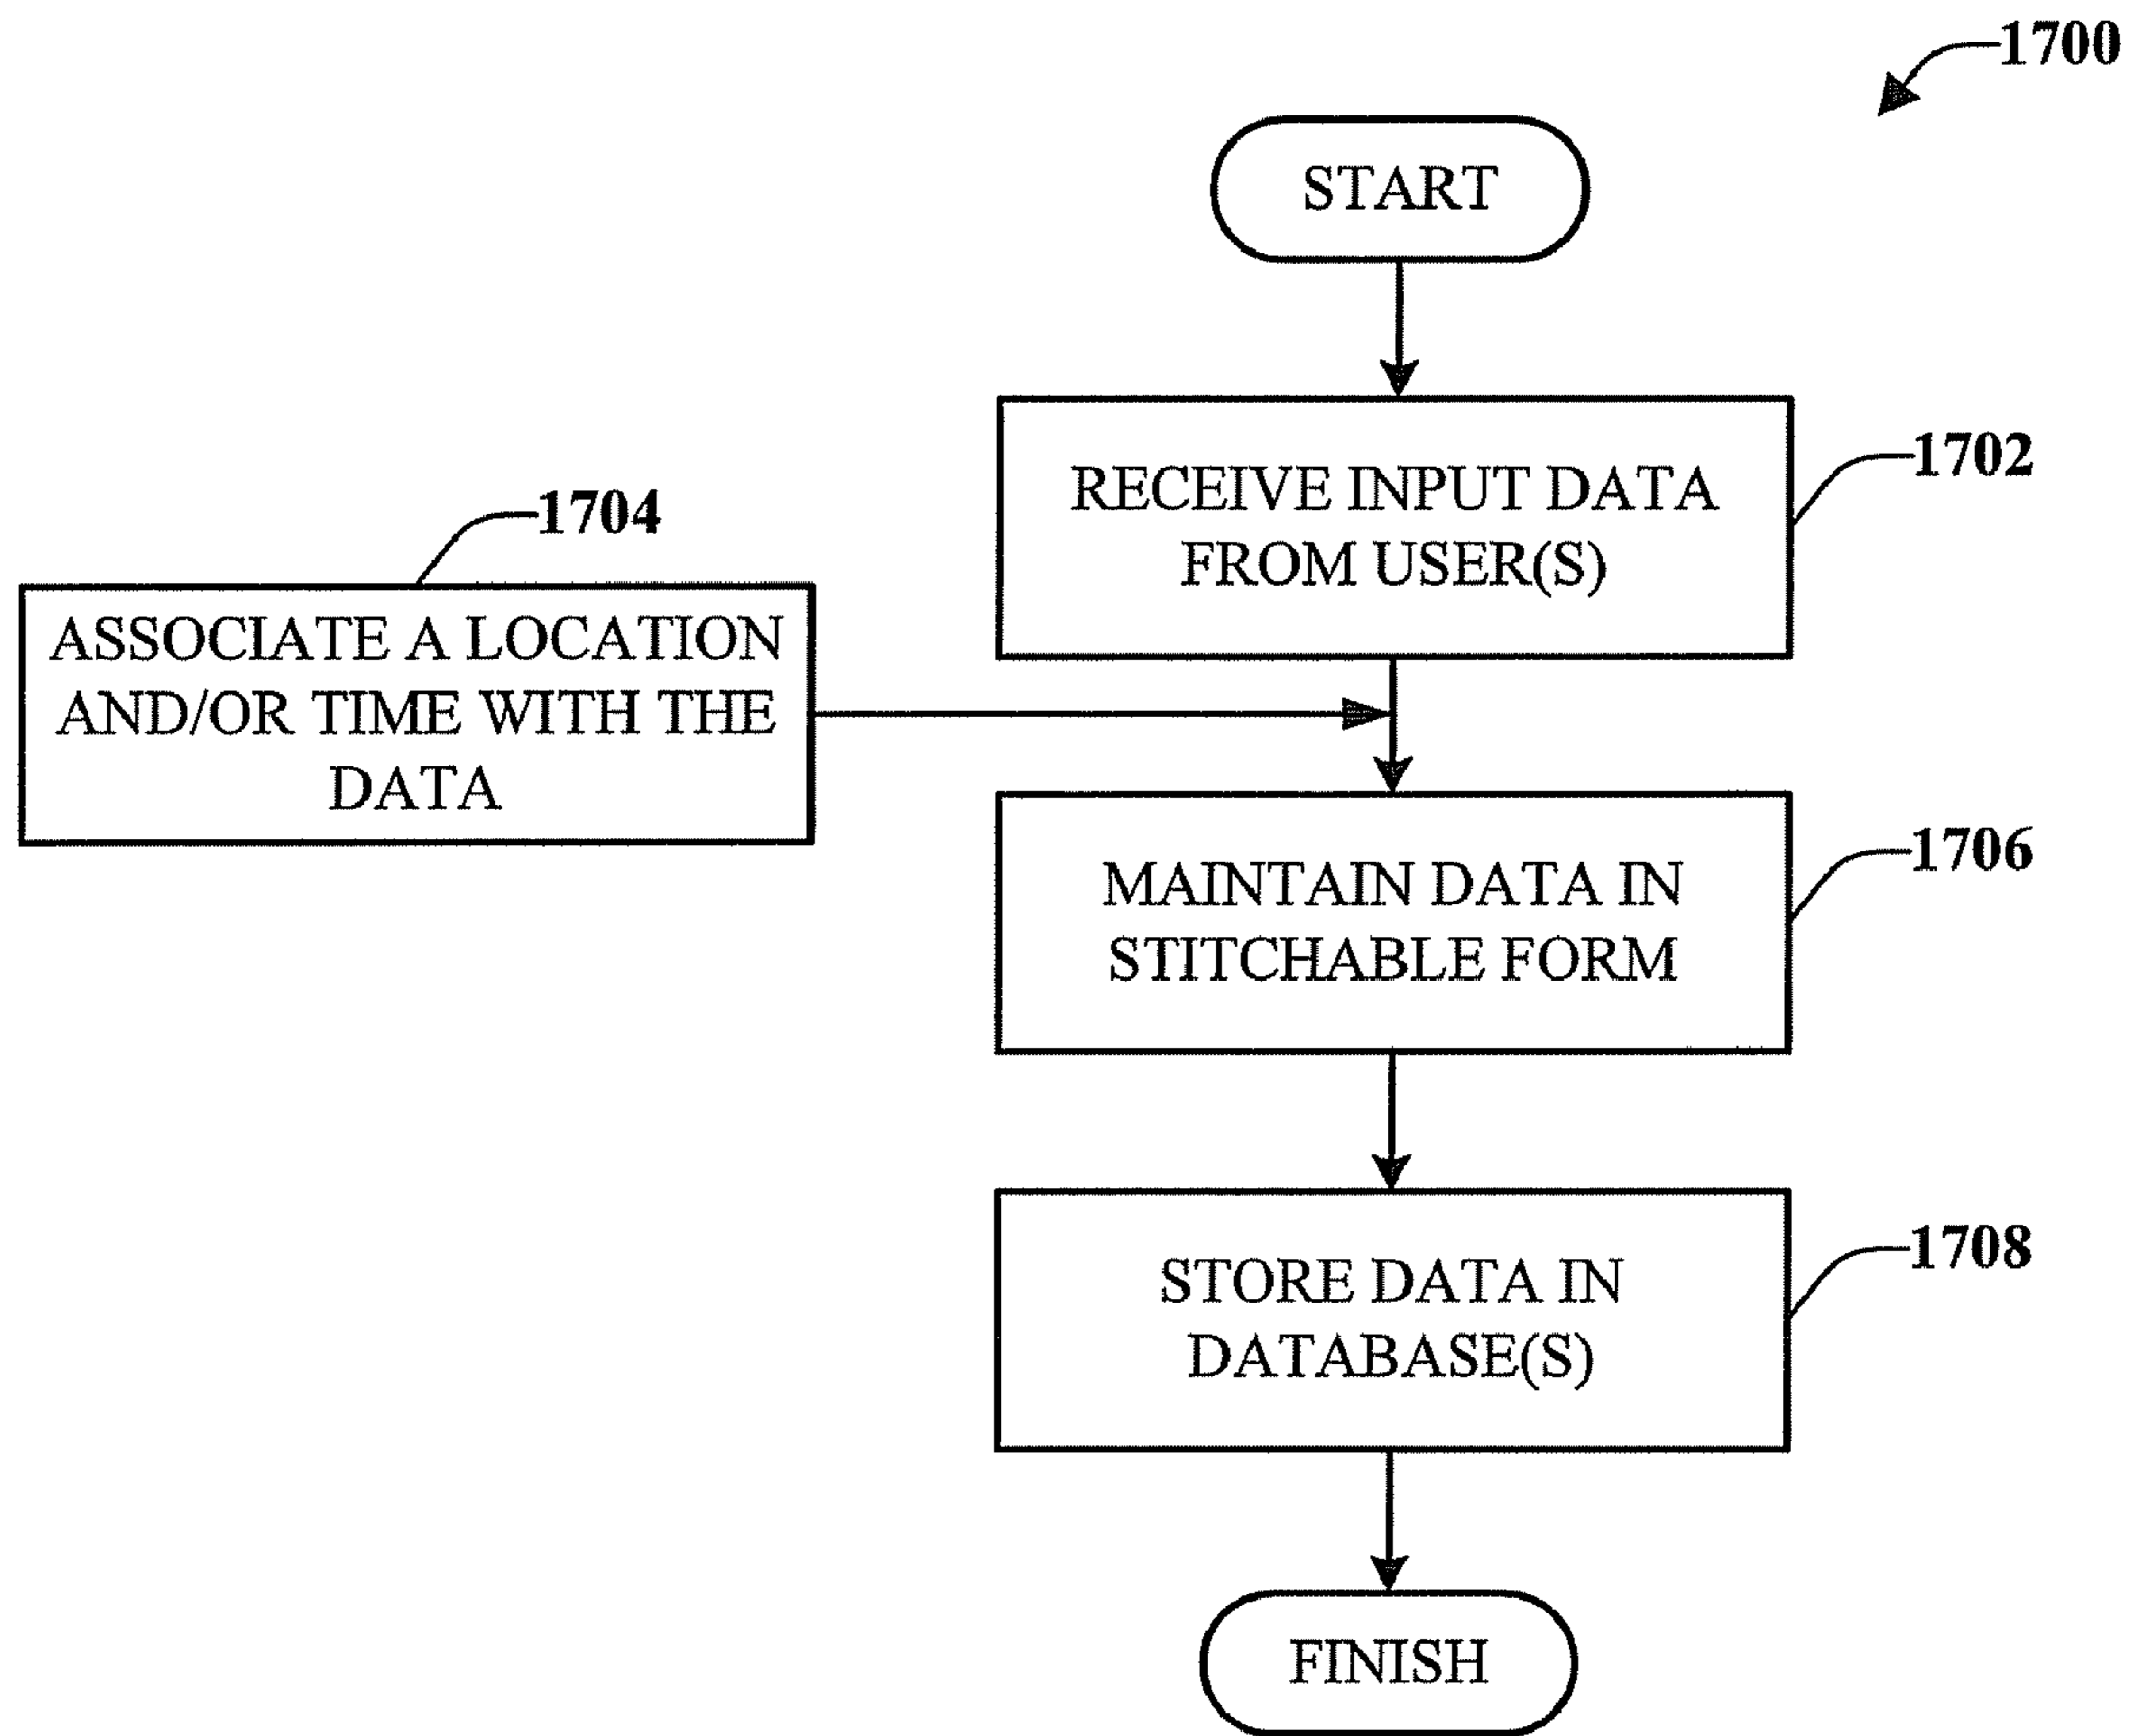 1700
START
RECEIVE INPUT DATA
FROM USER(S)
1702
1704
ASSOCIATE A LOCATION
AND/OR TIME WITH THE
DATA
MAINTAIN DATA IN
STITCHABLE FORM
1706
STORE DATA IN
DATABASE(S)
1708
FINISH